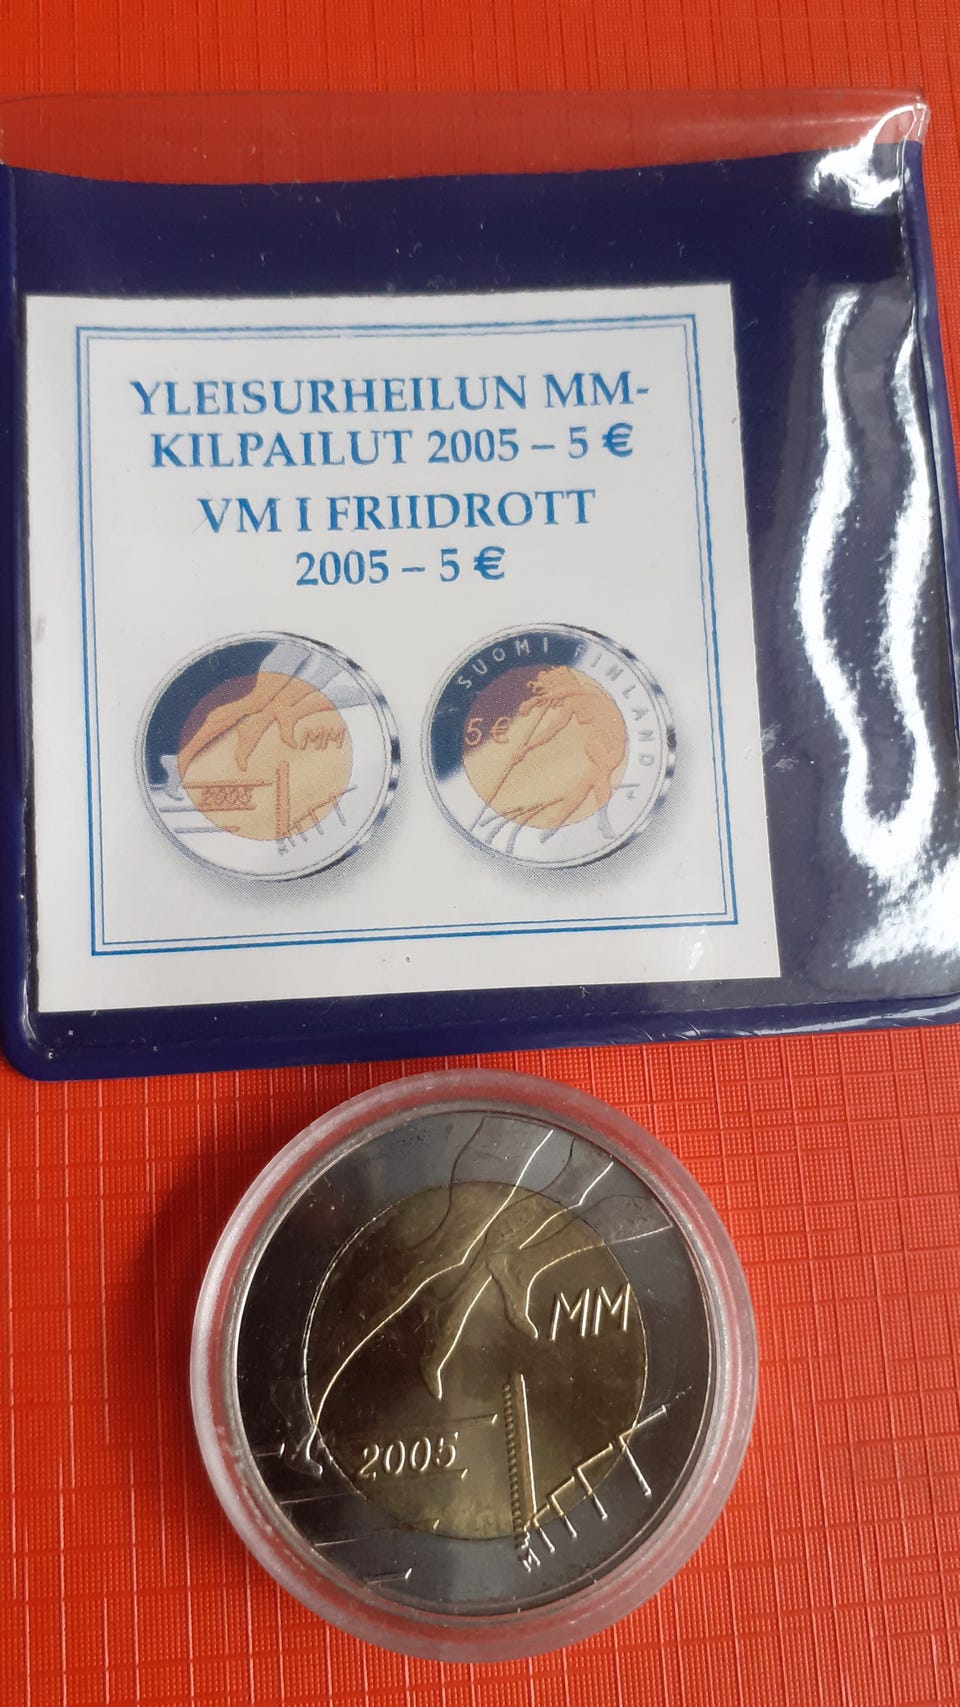 YLEISURHEILUN MM-
KILPAILUT 2005 – 5 €
VM I FRIIDROTT
2005 – 5 €
MM
2005
M
SUOMI FINLAND
5 €
M
MM
2005
M